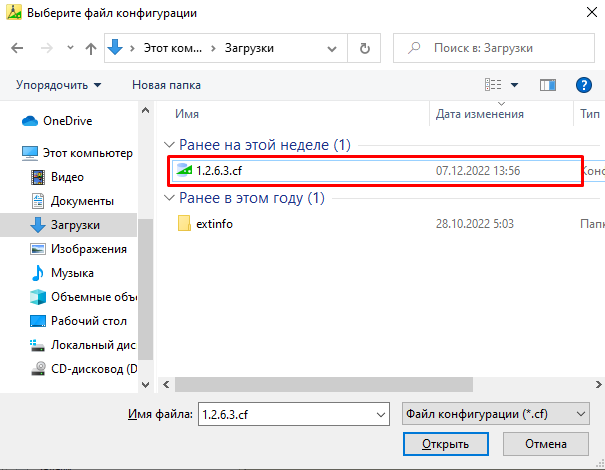 Выберите файл конфигурации
Этот ком... Загрузки
Поиск в: Загрузки
Упорядочить Новая папка
Имя Дата изменения Тип
OneDrive
Этот компьютер
Видео
Документы
Загрузки
Изображения
Музыка
Объемные объе
Рабочий стол
Локальный дис
CD-дисковод (D
Ранее на этой неделе (1)
1.2.6.3.cf 07.12.2022 13:56 Конс
Ранее в этом году (1)
extinfo 28.10.2022 5:03 Папк
Имя файла: 1.2.6.3.cf Файл конфигурации (*.cf)
Открыть Отмена